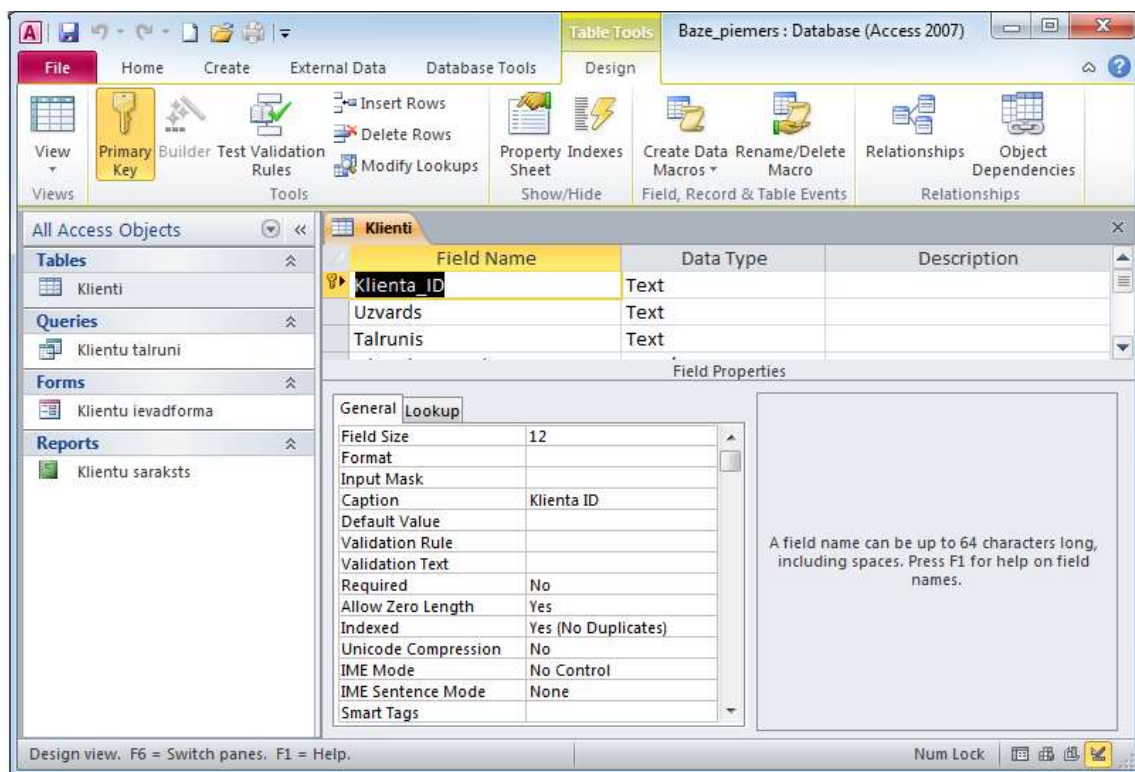 A
Table Tools
Baze_piemers : Database (Access 2007)
File Home Create External Data Database Tools Design
View
Primary Key
Builder
Test Validation Rules
Insert Rows
Delete Rows
Modify Lookups
Property Sheet
Indexes
Create Data Macros
Rename/Delete Macro
Relationships
Object Dependencies
Views Tools Show/Hide Field, Record & Table Events Relationships
All Access Objects
Tables
Klienti
Queries
Klientu talruni
Forms
Klientu ievadforma
Reports
Klientu saraksts
Klienti
Field Name Data Type Description
Klienta_ID Text
Uzvards Text
Talrunis Text
Field Properties
General Lookup
Field Size 12
Format
Input Mask
Caption Klienta ID
Default Value
Validation Rule
Validation Text
Required No
Allow Zero Length Yes
Indexed Yes (No Duplicates)
Unicode Compression No
IME Mode No Control
IME Sentence Mode None
Smart Tags
A field name can be up to 64 characters long,
including spaces. Press F1 for help on field
names.
Design view. F6 = Switch panes. F1 = Help.
Num Lock